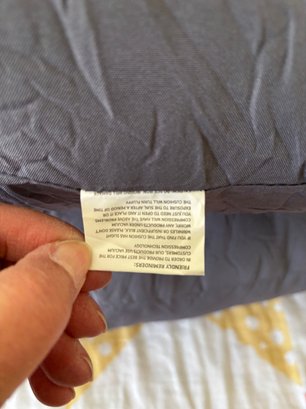 FRIENDLY REMINDERS:
IN ORDER TO PROVIDE BEST PRICE FOR THE
CUSTOMERS, OUR PRODUCTS USE VACUUM
COMPRESSION TECHNOLOGY
IF YOU FIND THAT THE CUSHION HAS SLIGHT
WRINKLES INSUFFICIENT BULK, PLEASE DON'T
WORRY, ANY PRODUCTS UNDER VACUUM
COMPRESSION WILL HAVE THE ABOVE PROBLEMS
YOU JUST NEED TO OPEN IT AND PLACE IT OR
EXPOSURE TO THE SUN, AFTER A PERIOD OF TIME
THE CUSHION WILL TURN FLUFFY